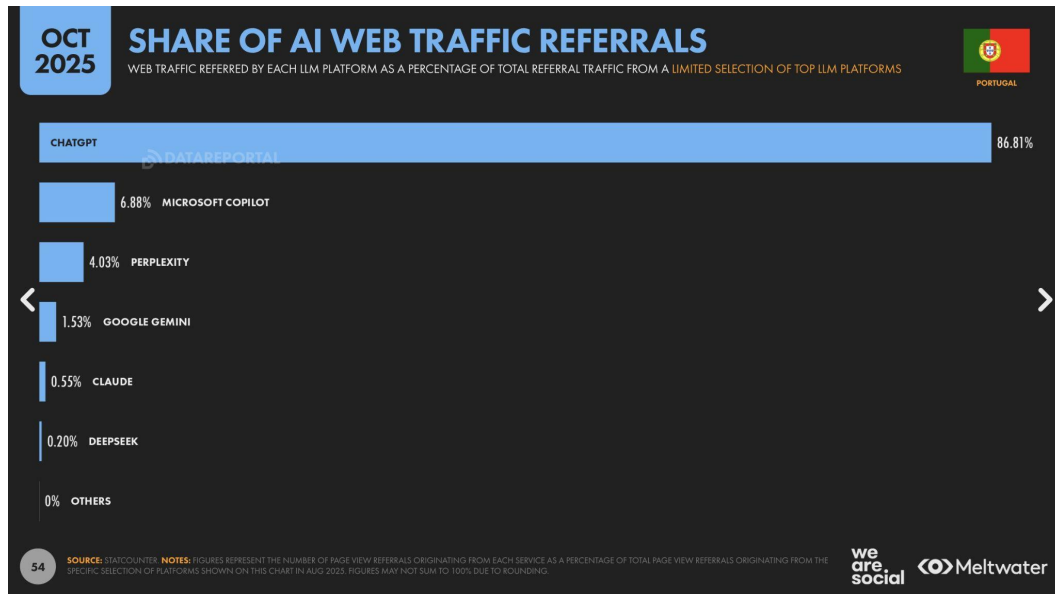 OCT
2025
SHARE OF AI WEB TRAFFIC REFERRALS
WEB TRAFFIC REFERRED BY EACH LLM PLATFORM AS A PERCENTAGE OF TOTAL REFERRAL TRAFFIC FROM A LIMITED SELECTION OF TOP LLM PLATFORMS
PORTUGAL
CHATGPT 86.81%
DATAREPORTAL
6.88% MICROSOFT COPILOT
4.03% PERPLEXITY
1.53% GOOGLE GEMINI
0.55% CLAUDE
0.20% DEEPSEEK
0% OTHERS
54
SOURCE: STATCOUNTER. NOTES: FIGURES REPRESENT THE NUMBER OF PAGE VIEW REFERRALS ORIGINATING FROM EACH SERVICE AS A PERCENTAGE OF TOTAL PAGE VIEW REFERRALS ORIGINATING FROM THE
SPECIFIC SELECTION OF PLATFORMS SHOWN ON THIS CHART IN AUG 2025. FIGURES MAY NOT SUM TO 100% DUE TO ROUNDING.
we
are.
social
Meltwater